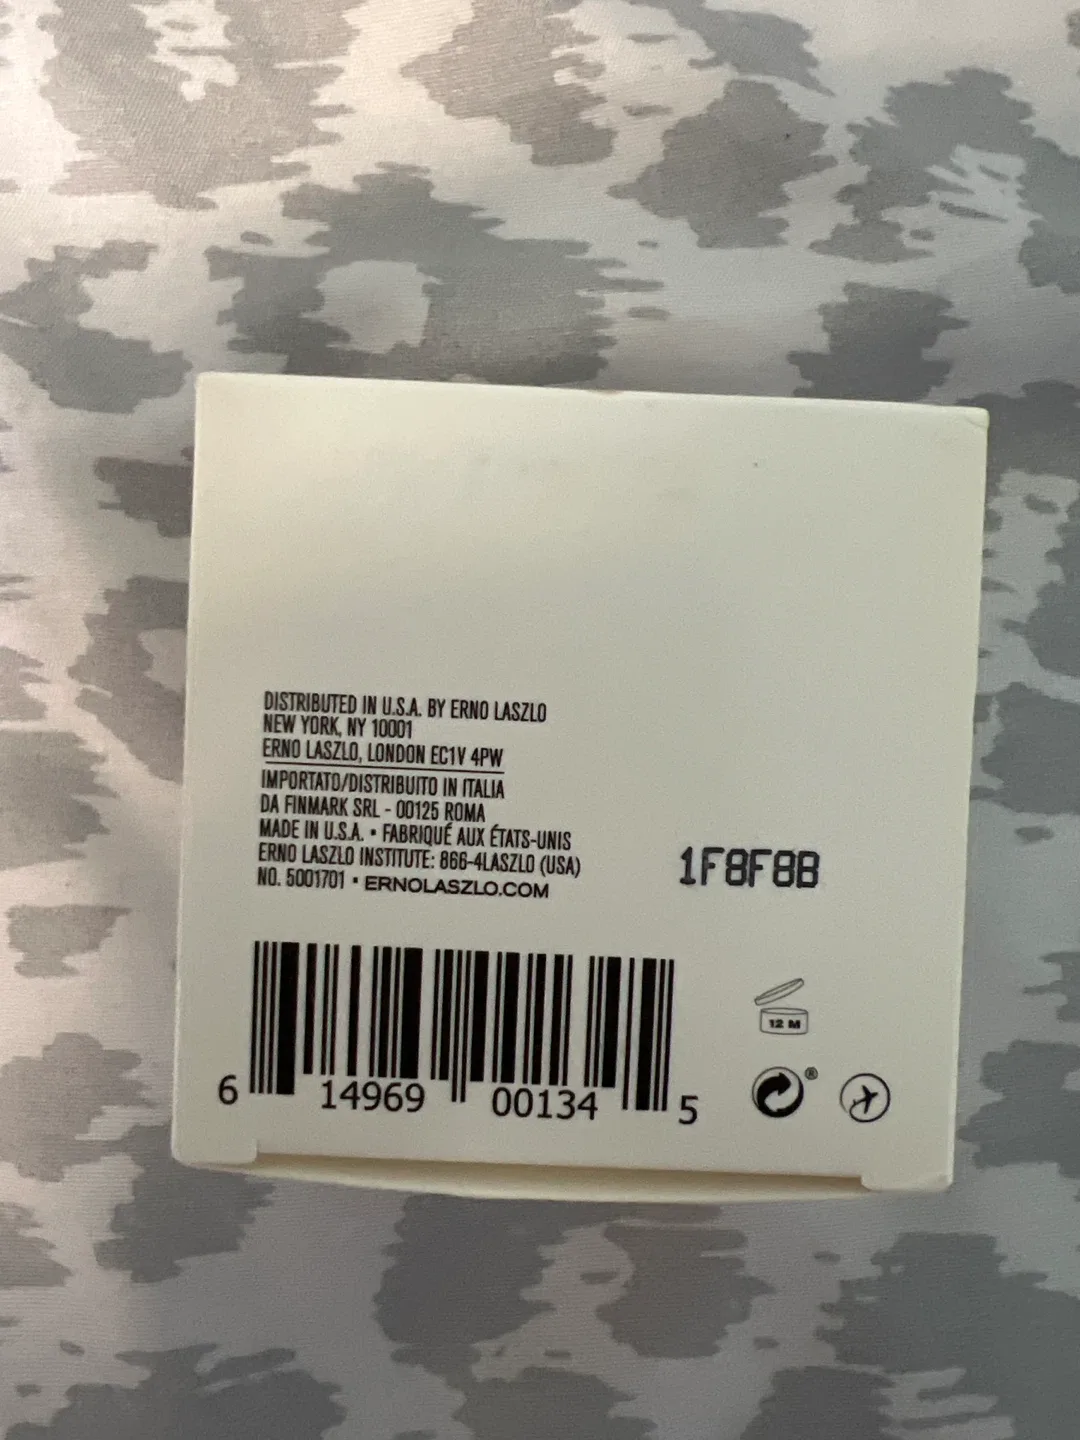 DISTRIBUTED IN U.S.A. BY ERNO LASZLO
NEW YORK, NY 10001
ERNO LASZLO, LONDON EC1V 4PW
IMPORTATO/DISTRIBUITO IN ITALIA
DA FINMARK SRL - 00125 ROMA
MADE IN U.S.A. • FABRIQUÉ AUX ÉTATS-UNIS
ERNO LASZLO INSTITUTE: 866-4LASZLO (USA)
NO. 5001701 • ERNOLASZLO.COM
1F8F8B
12 M
®
6 14969 00134 5